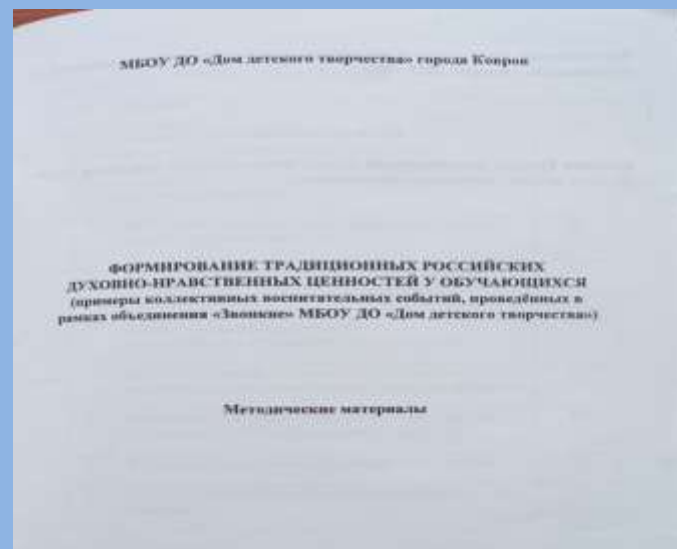 МБОУ ДО «Дом детского творчества» города Ковров
ФОРМИРОВАНИЕ ТРАДИЦИОННЫХ РОССИЙСКИХ
ДУХОВНО-НРАВСТВЕННЫХ ЦЕННОСТЕЙ У ОБУЧАЮЩИХСЯ
(примеры коллективных воспитательных событий, проведённых в
рамках объединения «Звонкие» МБОУ ДО «Дом детского творчества»)
Методические материалы